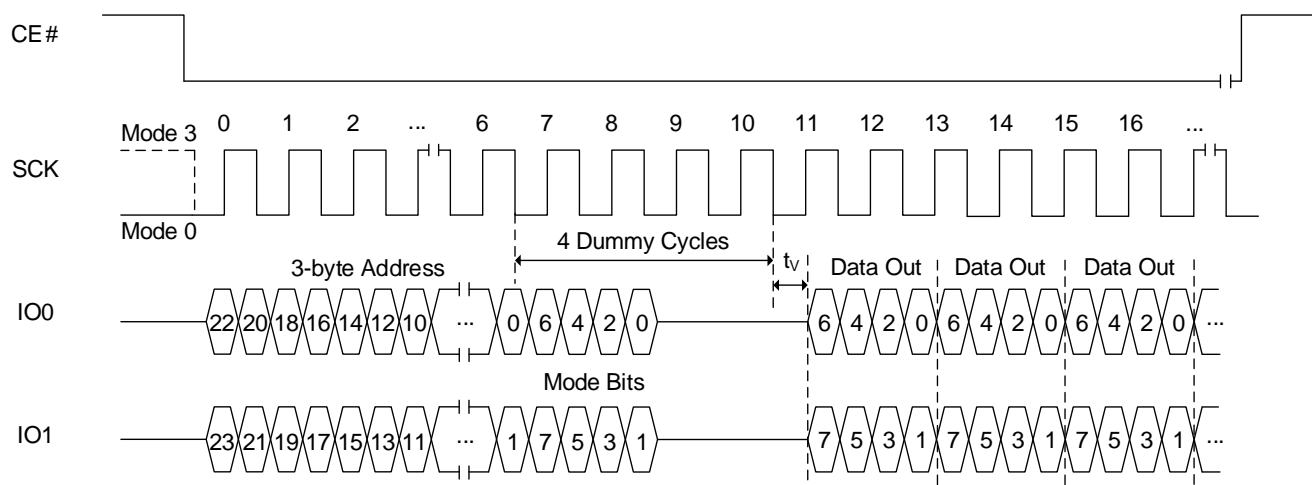 CE#
0 1 2 ... 6 7 8 9 10 11 12 13 14 15 16 ...
Mode 3
SCK
Mode 0
4 Dummy Cycles
3-byte Address tV Data Out Data Out Data Out
IO0 22 20 18 16 14 12 10 ... 0 6 4 2 0 6 4 2 0 6 4 2 0 6 4 2 0 ...
Mode Bits
IO1 23 21 19 17 15 13 11 ... 1 7 5 3 1 7 5 3 1 7 5 3 1 7 5 3 1 ...